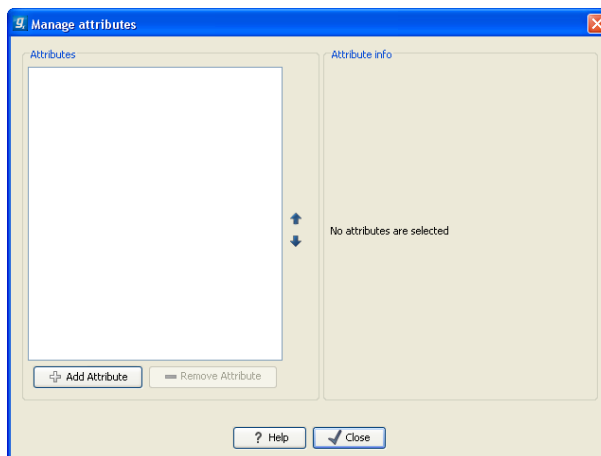 Manage attributes
Attributes
Attribute info
No attributes are selected
Add Attribute
Remove Attribute
? Help
Close